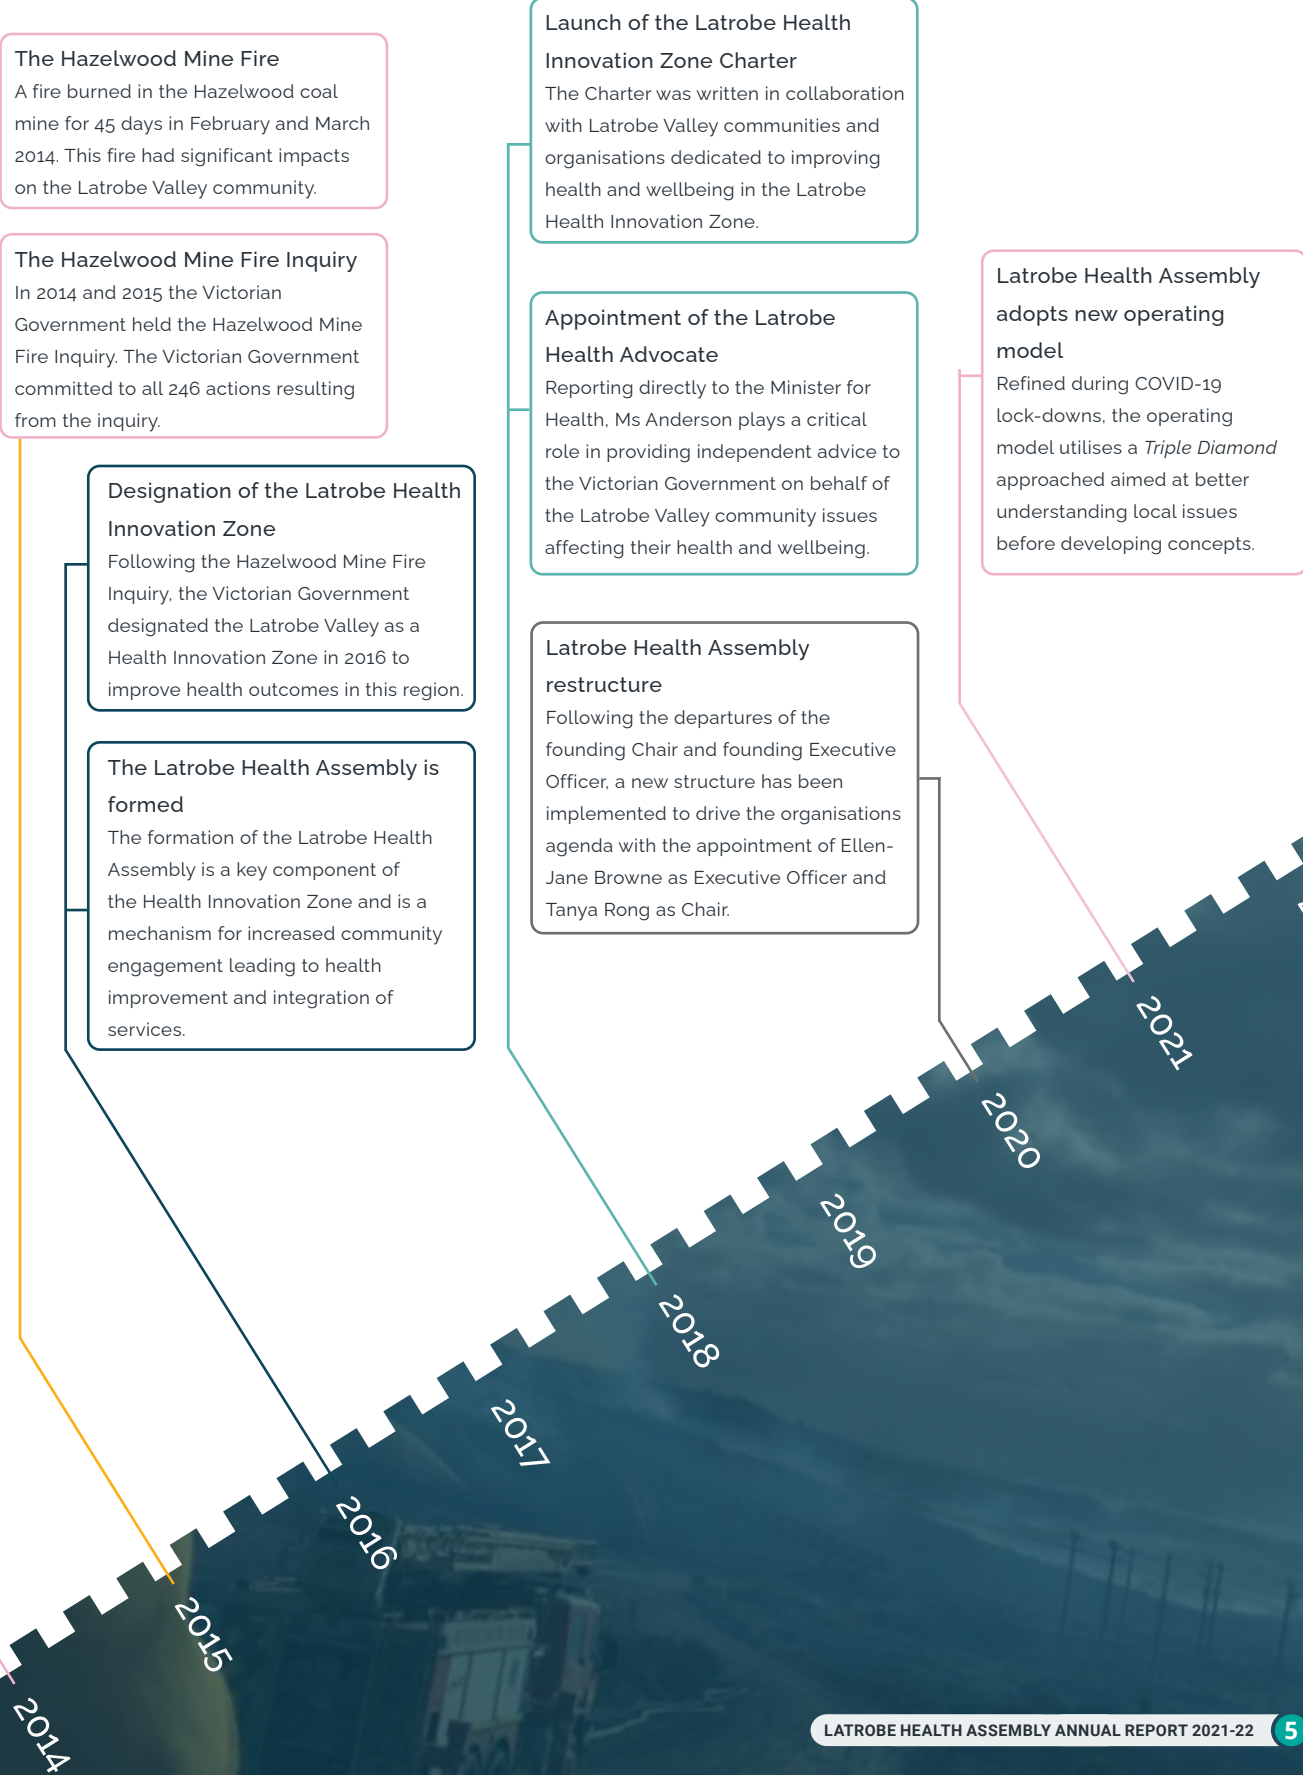 The Hazelwood Mine Fire
A fire burned in the Hazelwood coal
mine for 45 days in February and March
2014. This fire had significant impacts
on the Latrobe Valley community.
The Hazelwood Mine Fire Inquiry
In 2014 and 2015 the Victorian
Government held the Hazelwood Mine
Fire Inquiry. The Victorian Government
committed to all 246 actions resulting
from the inquiry.
Designation of the Latrobe Health
Innovation Zone
Following the Hazelwood Mine Fire
Inquiry, the Victorian Government
designated the Latrobe Valley as a
Health Innovation Zone in 2016 to
improve health outcomes in this region.
The Latrobe Health Assembly is
formed
The formation of the Latrobe Health
Assembly is a key component of
the Health Innovation Zone and is a
mechanism for increased community
engagement leading to health
improvement and integration of
services.
Launch of the Latrobe Health
Innovation Zone Charter
The Charter was written in collaboration
with Latrobe Valley communities and
organisations dedicated to improving
health and wellbeing in the Latrobe
Health Innovation Zone.
Appointment of the Latrobe
Health Advocate
Reporting directly to the Minister for
Health, Ms Anderson plays a critical
role in providing independent advice to
the Victorian Government on behalf of
the Latrobe Valley community issues
affecting their health and wellbeing.
Latrobe Health Assembly
restructure
Following the departures of the
founding Chair and founding Executive
Officer, a new structure has been
implemented to drive the organisations
agenda with the appointment of Ellen-
Jane Browne as Executive Officer and
Tanya Rong as Chair.
Latrobe Health Assembly
adopts new operating
model
Refined during COVID-19
lock-downs, the operating
model utilises a Triple Diamond
approached aimed at better
understanding local issues
before developing concepts.
2014
2015
2016
2017
2018
2019
2020
2021
LATROBE HEALTH ASSEMBLY ANNUAL REPORT 2021-22 5